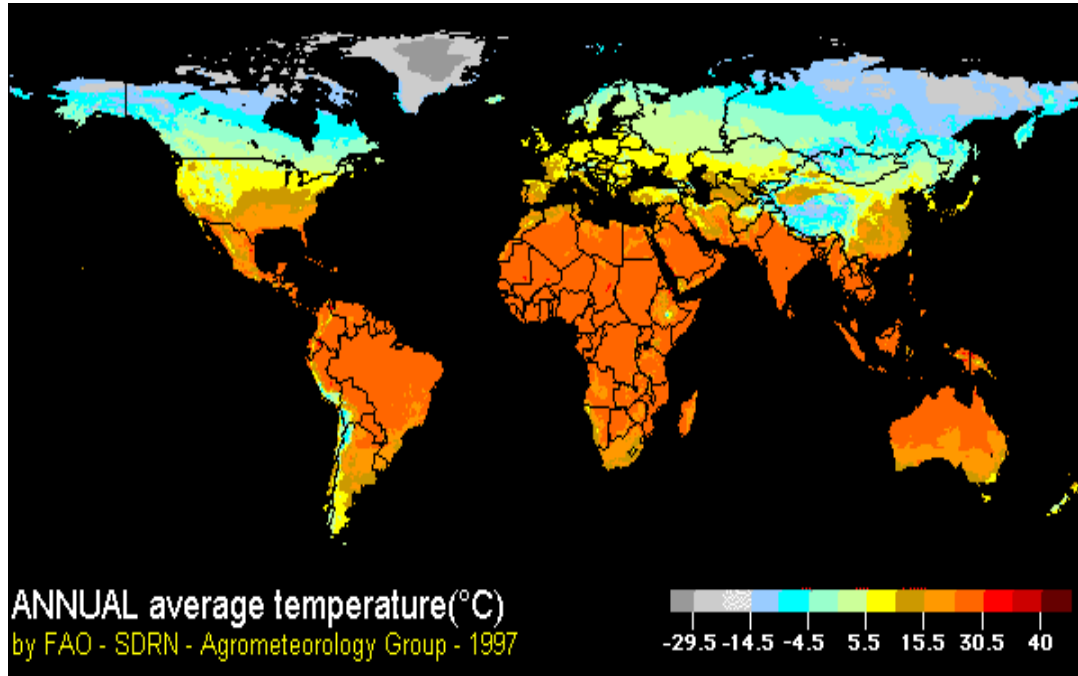 ANNUAL average temperature(°C)
by FAO - SDRN - Agrometeorology Group - 1997
-29.5 -14.5 -4.5 5.5 15.5 30.5 40